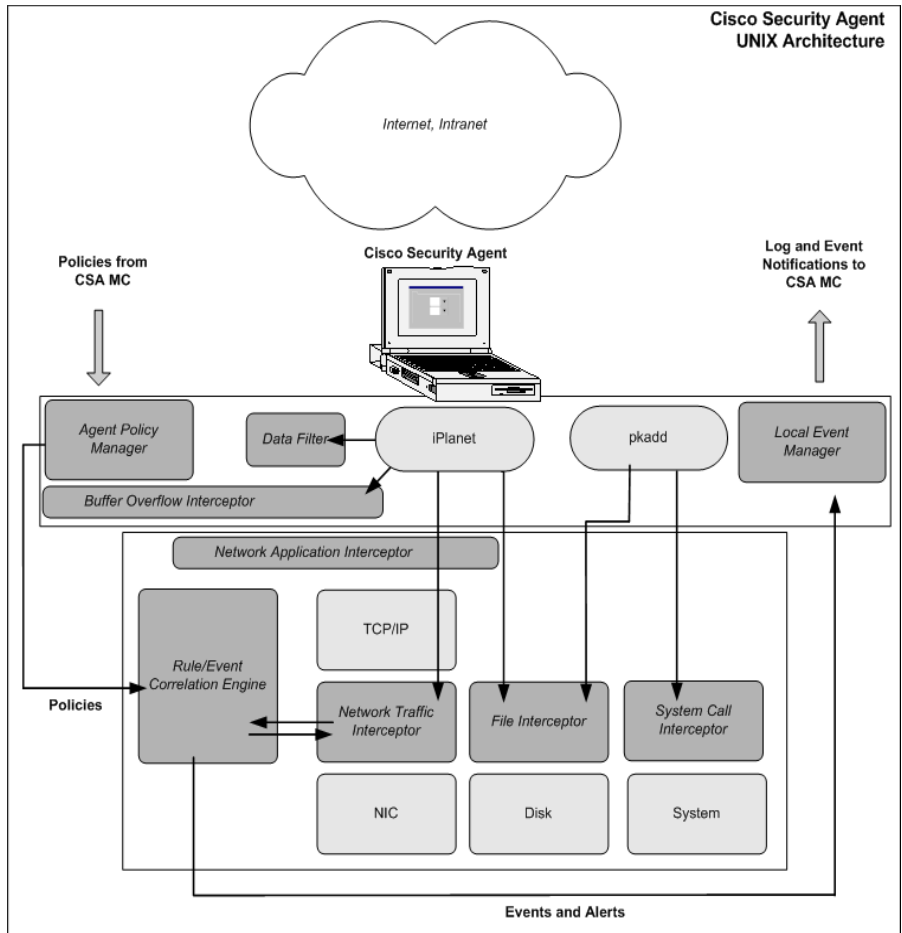 Cisco Security Agent
UNIX Architecture
Internet, Intranet
Cisco Security Agent
Policies from
CSA MC
Log and Event
Notifications to
CSA MC
Agent Policy
Manager
Data Filter
iPlanet
pkadd
Local Event
Manager
Buffer Overflow Interceptor
Network Application Interceptor
TCP/IP
Rule/Event
Correlation Engine
Policies
Network Traffic
Interceptor
File Interceptor
System Call
Interceptor
NIC
Disk
System
Events and Alerts